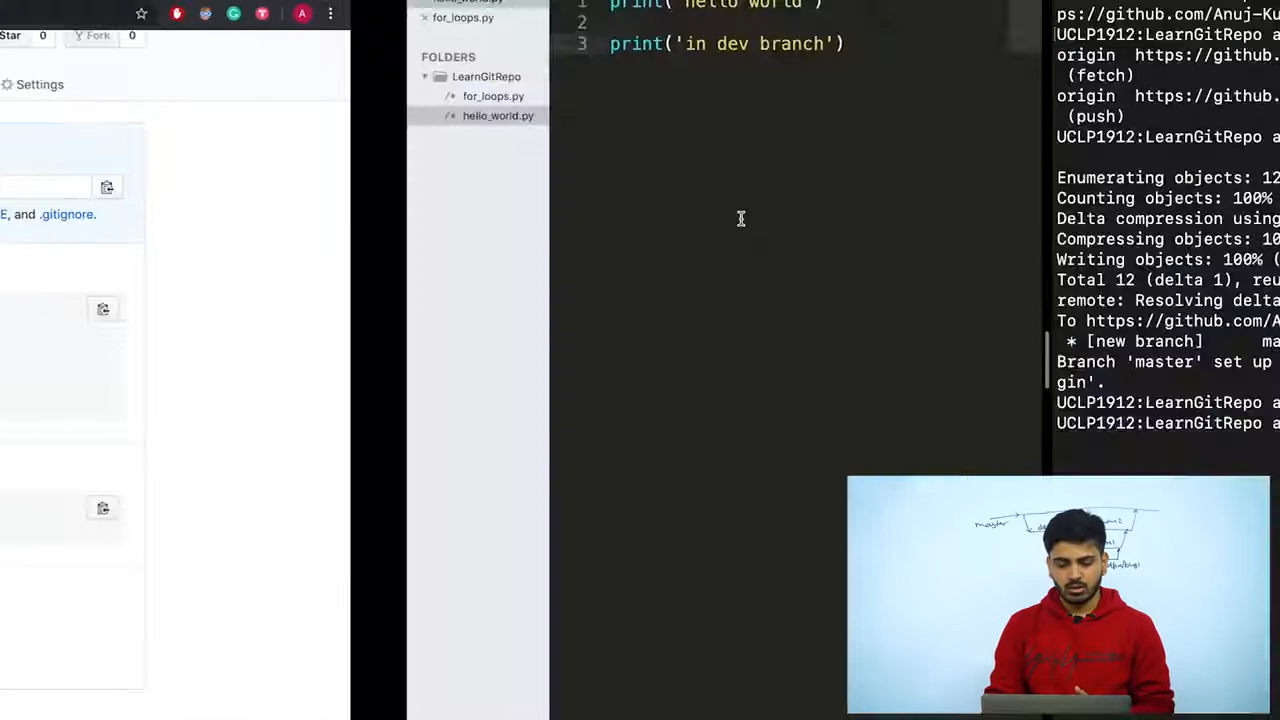 Star 0 Fork 0
Settings
E, and .gitignore.
for_loops.py
FOLDERS
LearnGitRepo
/* for_loops.py
/* hello_world.py
1 print('hello world')
2
3 print('in dev branch')
ps://github.com/Anuj-Ku
UCLP1912:LearnGitRepo a
origin https://github.
(fetch)
origin https://github.
(push)
UCLP1912:LearnGitRepo a
Enumerating objects: 12
Counting objects: 100%
Delta compression using
Compressing objects: 10
Writing objects: 100% (
Total 12 (delta 1), reu
remote: Resolving delta
To https://github.com/A
* [new branch] ma
Branch 'master' set up
gin'.
UCLP1912:LearnGitRepo a
UCLP1912:LearnGitRepo a
master